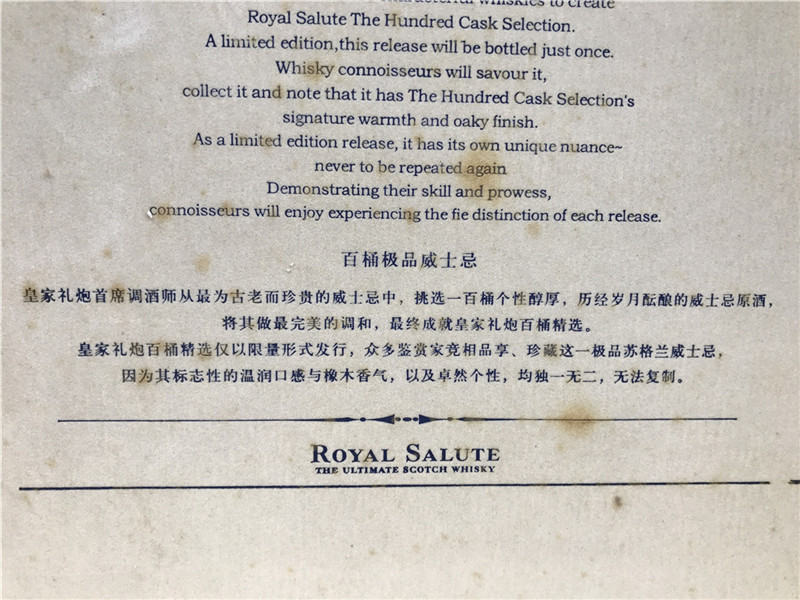 characterful whiskies to create
Royal Salute The Hundred Cask Selection.
A limited edition,this release will be bottled just once.
Whisky connoisseurs will savour it,
collect it and note that it has The Hundred Cask Selection's
signature warmth and oaky finish.
As a limited edition release, it has its own unique nuance~
never to be repeated again
Demonstrating their skill and prowess,
connoisseurs will enjoy experiencing the fie distinction of each release.
百桶极品威士忌
皇家礼炮首席调酒师从最为古老而珍贵的威士忌中，挑选一百桶个性醇厚，历经岁月酝酿的威士忌原酒，
将其做最完美的调和，最终成就皇家礼炮百桶精选。
皇家礼炮百桶精选仅以限量形式发行，众多鉴赏家竞相品享、珍藏这一极品苏格兰威士忌，
因为其标志性的温润口感与橡木香气，以及卓然个性，均独一无二，无法复制。
ROYAL SALUTE
THE ULTIMATE SCOTCH WHISKY